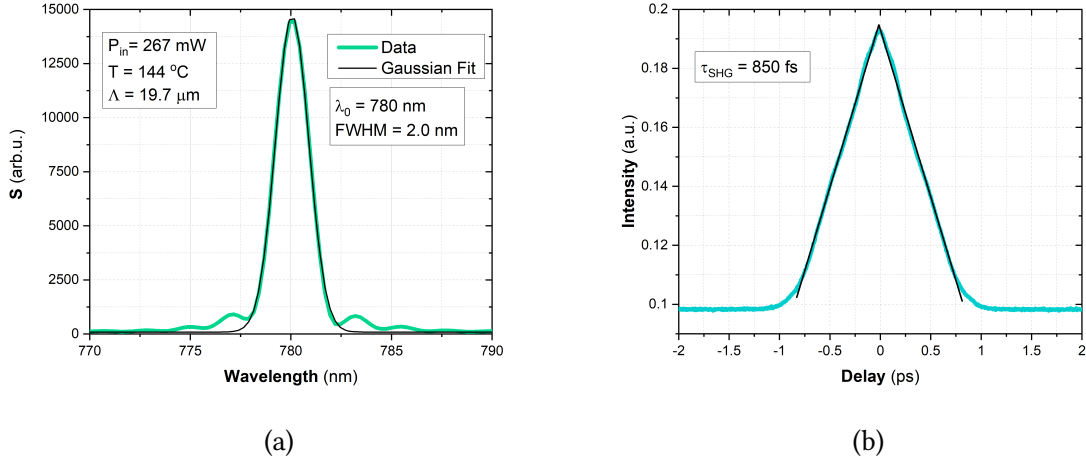 15000
12500
10000
7500
5000
2500
0
S (arb.u.)
P_in= 267 mW
T = 144 °C
Λ = 19.7 μm
Data
Gaussian Fit
λ_0 = 780 nm
FWHM = 2.0 nm
770 775 780 785 790
Wavelength (nm)
(a)
0.2
0.18
0.16
0.14
0.12
0.1
Intensity (a.u.)
τ_SHG = 850 fs
-2 -1.5 -1 -0.5 0 0.5 1 1.5 2
Delay (ps)
(b)